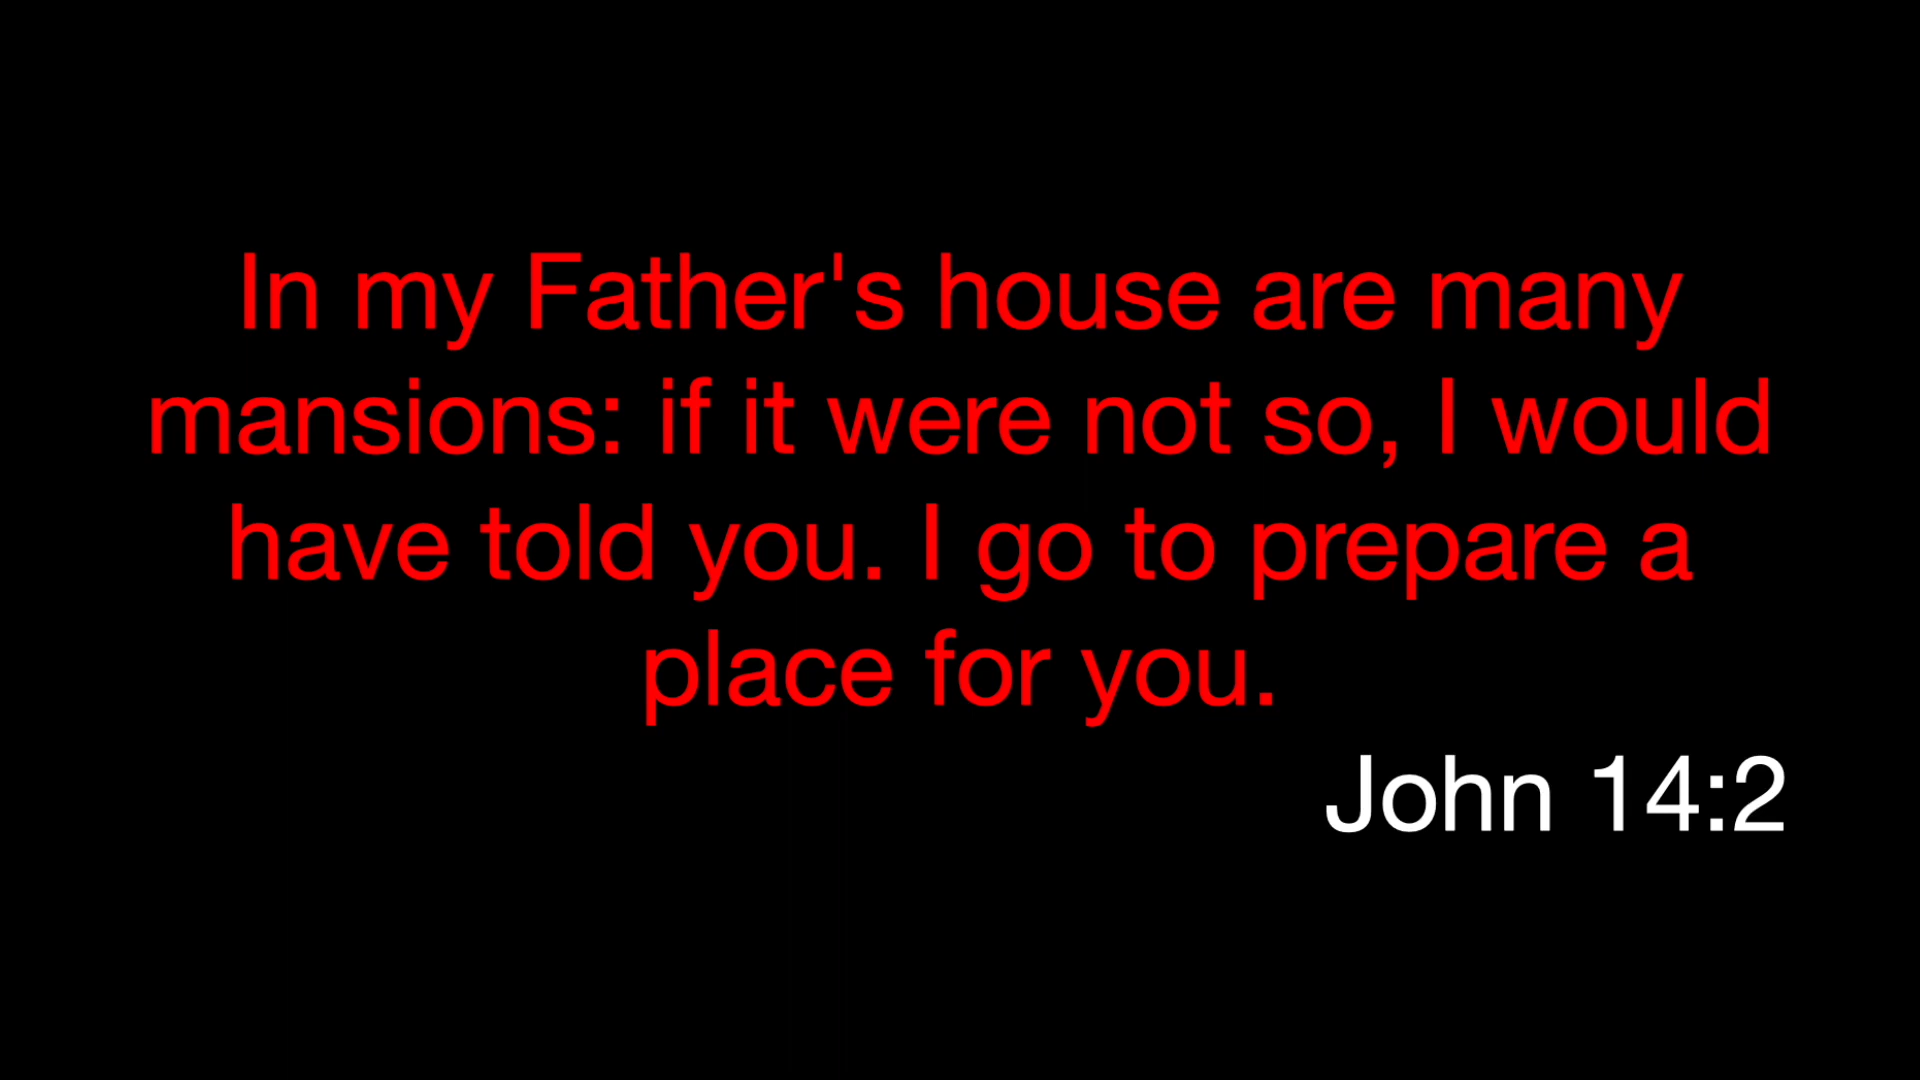 In my Father's house are many
mansions: if it were not so, I would
have told you. I go to prepare a
place for you.
John 14:2